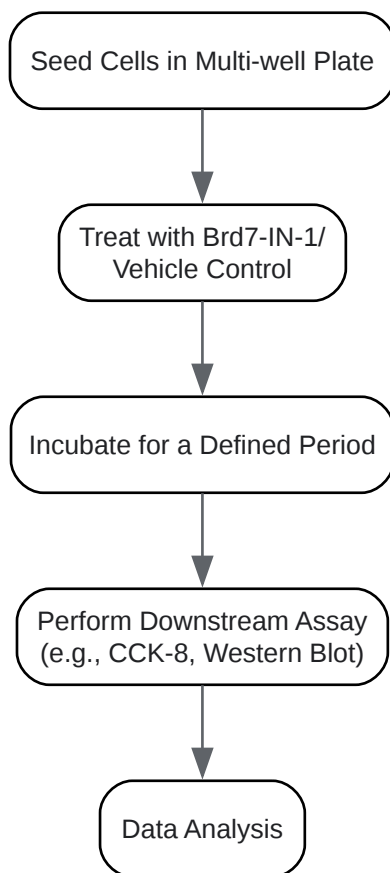 Seed Cells in Multi-well Plate
Treat with Brd7-IN-1/
Vehicle Control
Incubate for a Defined Period
Perform Downstream Assay
(e.g., CCK-8, Western Blot)
Data Analysis